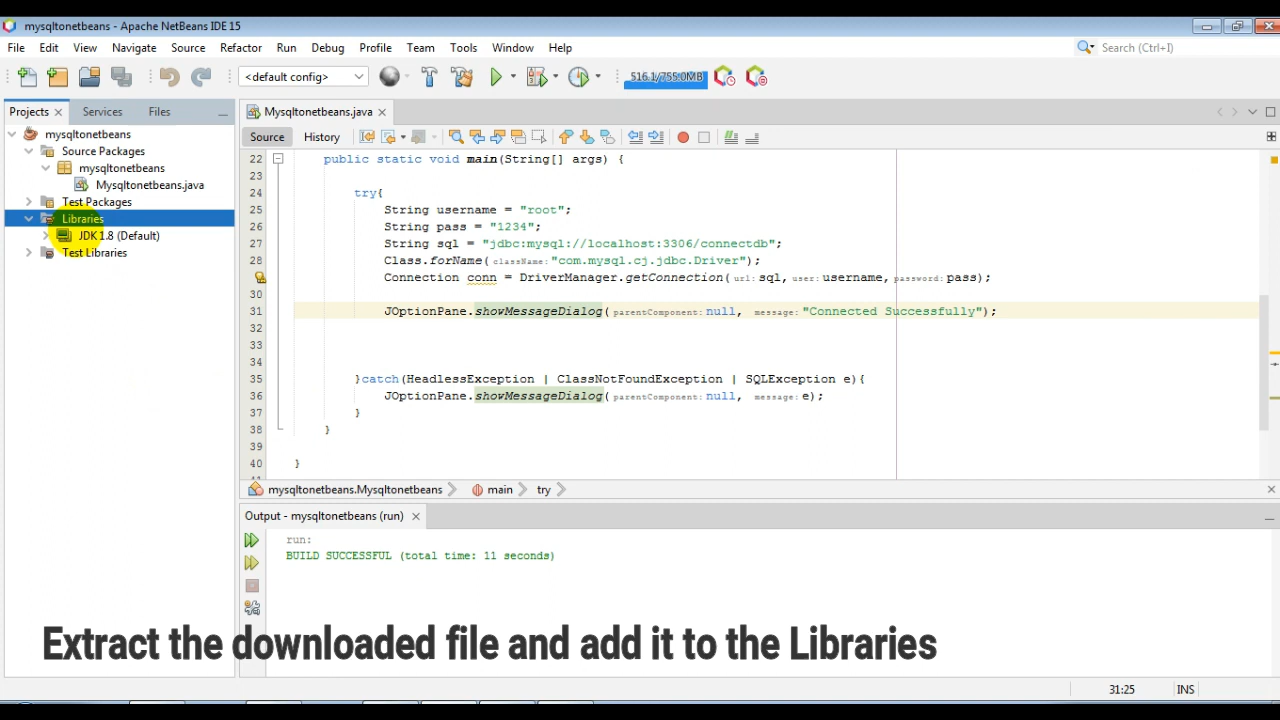 mysqltonetbeans - Apache NetBeans IDE 15
File Edit View Navigate Source Refactor Run Debug Profile Team Tools Window Help
Search (Ctrl+I)
<default config>
516.1/755.0MB
Projects Services Files
Mysqltonetbeans.java
mysqltonetbeans
Source Packages
mysqltonetbeans
Mysqltonetbeans.java
Test Packages
Libraries
JDK 1.8 (Default)
Test Libraries
Source History
22 public static void main(String[] args) {
23
24 try{
25 String username = "root";
26 String pass = "1234";
27 String sql = "jdbc:mysql://localhost:3306/connectdb";
28 Class.forName(className:"com.mysql.cj.jdbc.Driver");
Connection conn = DriverManager.getConnection(url:sql,user:username,password:pass);
30
31 JOptionPane.showMessageDialog(parentComponent:null, message:"Connected Successfully");
32
33
34
35 }catch(HeadlessException | ClassNotFoundException | SQLException e){
36 JOptionPane.showMessageDialog(parentComponent:null, message:e);
37 }
38 }
39
40 }
mysqltonetbeans.Mysqltonetbeans main try
Output - mysqltonetbeans (run)
run:
BUILD SUCCESSFUL (total time: 11 seconds)
Extract the downloaded file and add it to the Libraries
31:25 INS